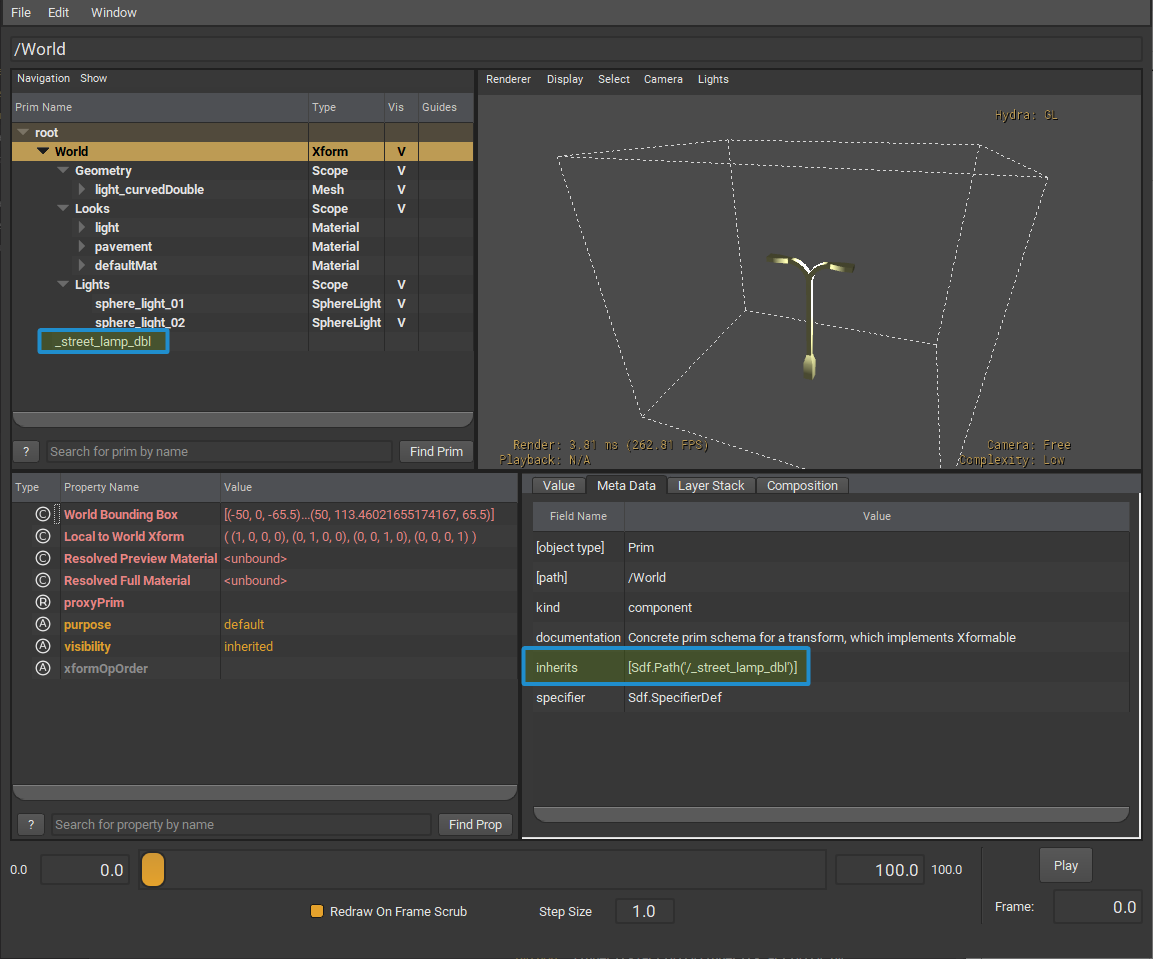 File Edit Window
/World
Navigation Show
Prim Name Type Vis Guides
root
World Xform V
Geometry Scope V
light_curvedDouble Mesh V
Looks Scope V
light Material
pavement Material
defaultMat Material
Lights Scope V
sphere_light_01 SphereLight V
sphere_light_02 SphereLight V
_street_lamp_dbl
? Search for prim by name Find Prim
Renderer Display Select Camera Lights
Hydra: GL
Render: 3.81 ms (262.81 FPS)
Playback: N/A
Camera: Free
Complexity: Low
Type Property Name Value
C World Bounding Box [(-50, 0, -65.5)...(50, 113.46021655174167, 65.5)]
C Local to World Xform ( (1, 0, 0, 0), (0, 1, 0, 0), (0, 0, 1, 0), (0, 0, 0, 1) )
C Resolved Preview Material <unbound>
C Resolved Full Material <unbound>
R proxyPrim
A purpose default
A visibility inherited
A xformOpOrder
? Search for property by name Find Prop
Value Meta Data Layer Stack Composition
Field Name Value
[object type] Prim
[path] /World
kind component
documentation Concrete prim schema for a transform, which implements Xformable
inherits [Sdf.Path('/_street_lamp_dbl')]
specifier Sdf.SpecifierDef
0.0 0.0 100.0 100.0 Play
Redraw On Frame Scrub Step Size 1.0 Frame: 0.0